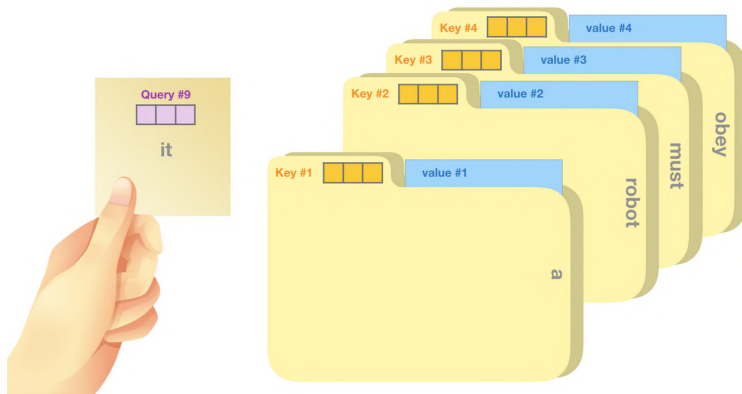 Query #9
it
Key #4 value #4
Key #3 value #3
Key #2 value #2
Key #1 value #1
obey
must
robot
a